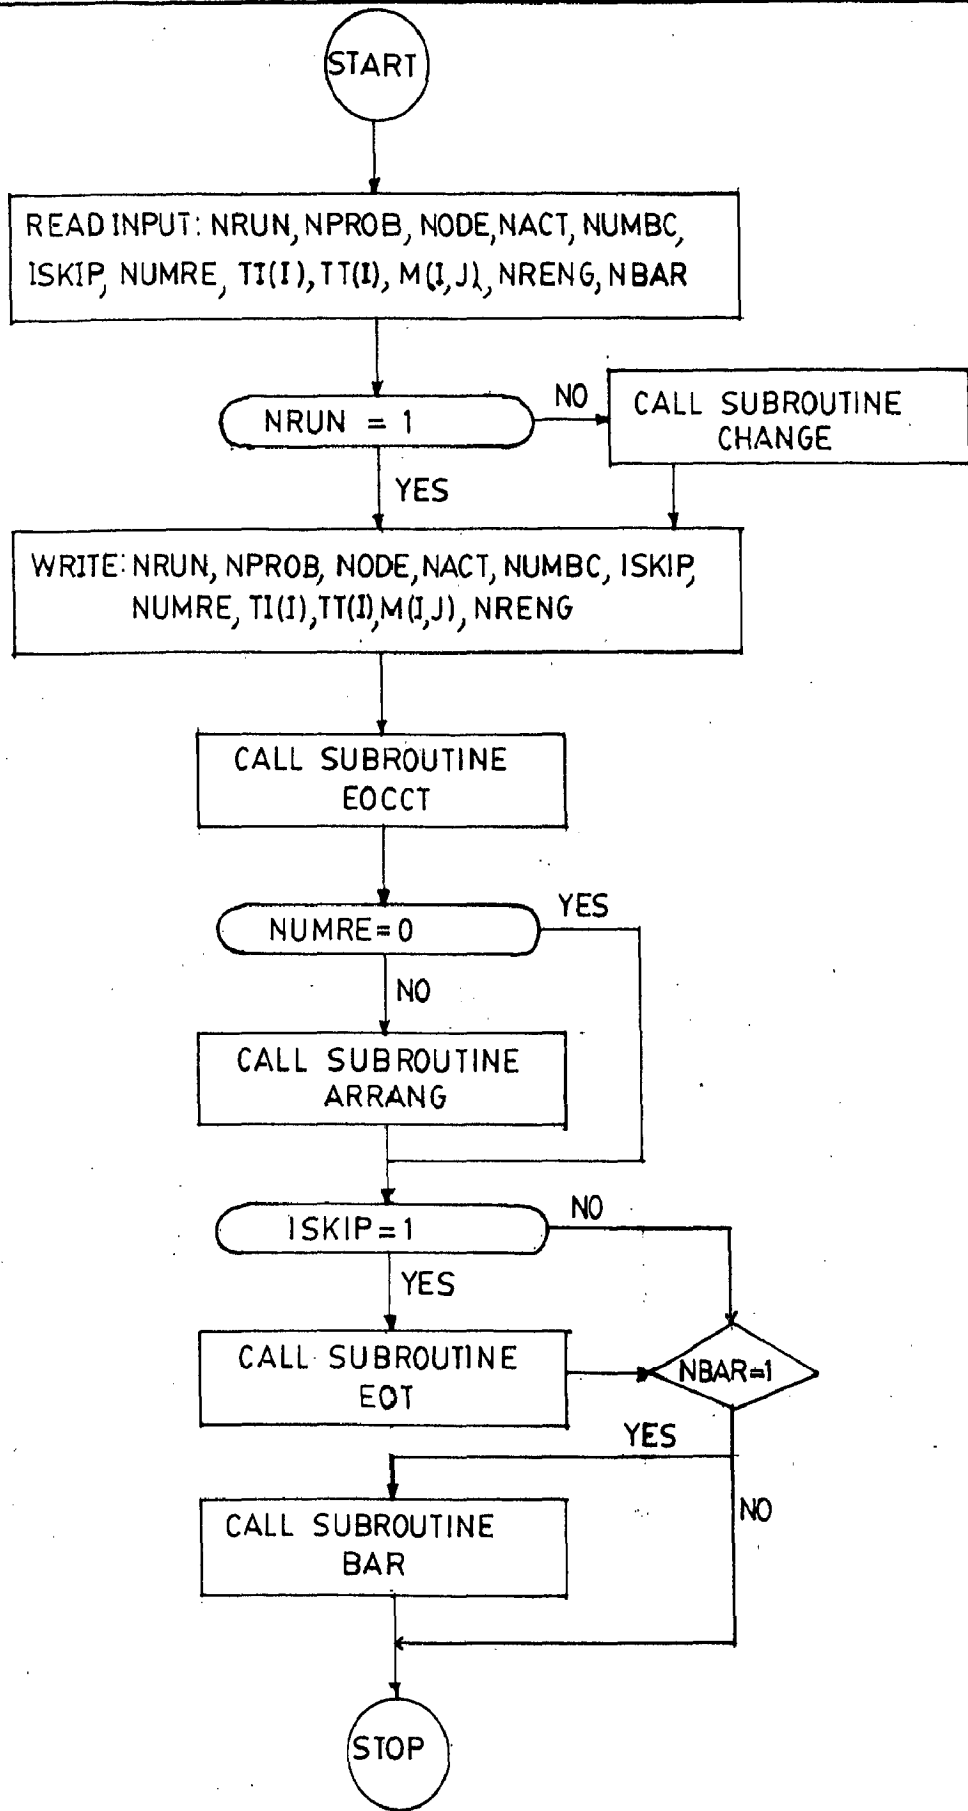 START
READ INPUT: NRUN, NPROB, NODE, NACT, NUMBC,
ISKIP, NUMRE, TI(I), TT(I), M(I,J), NRENG, NBAR
NRUN = 1
NO
CALL SUBROUTINE
CHANGE
YES
WRITE: NRUN, NPROB, NODE, NACT, NUMBC, ISKIP,
NUMRE, TI(I), TT(I), M(I,J), NRENG
CALL SUBROUTINE
EOCCT
NUMRE=0
YES
NO
CALL SUBROUTINE
ARRANG
ISKIP=1
NO
YES
CALL SUBROUTINE
EOT
NBAR=1
YES
NO
CALL SUBROUTINE
BAR
STOP